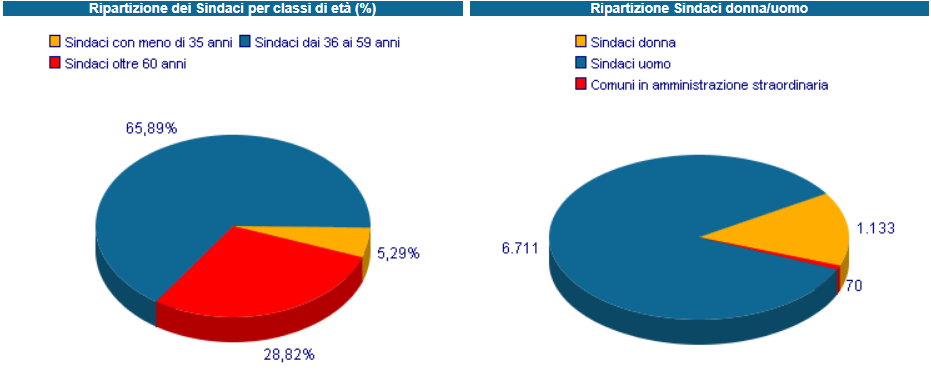 Ripartizione dei Sindaci per classi di età (%)
Sindaci con meno di 35 anni Sindaci dai 36 ai 59 anni
Sindaci oltre 60 anni
65,89%
5,29%
28,82%
Ripartizione Sindaci donna/uomo
Sindaci donna
Sindaci uomo
Comuni in amministrazione straordinaria
1.133
6.711
70